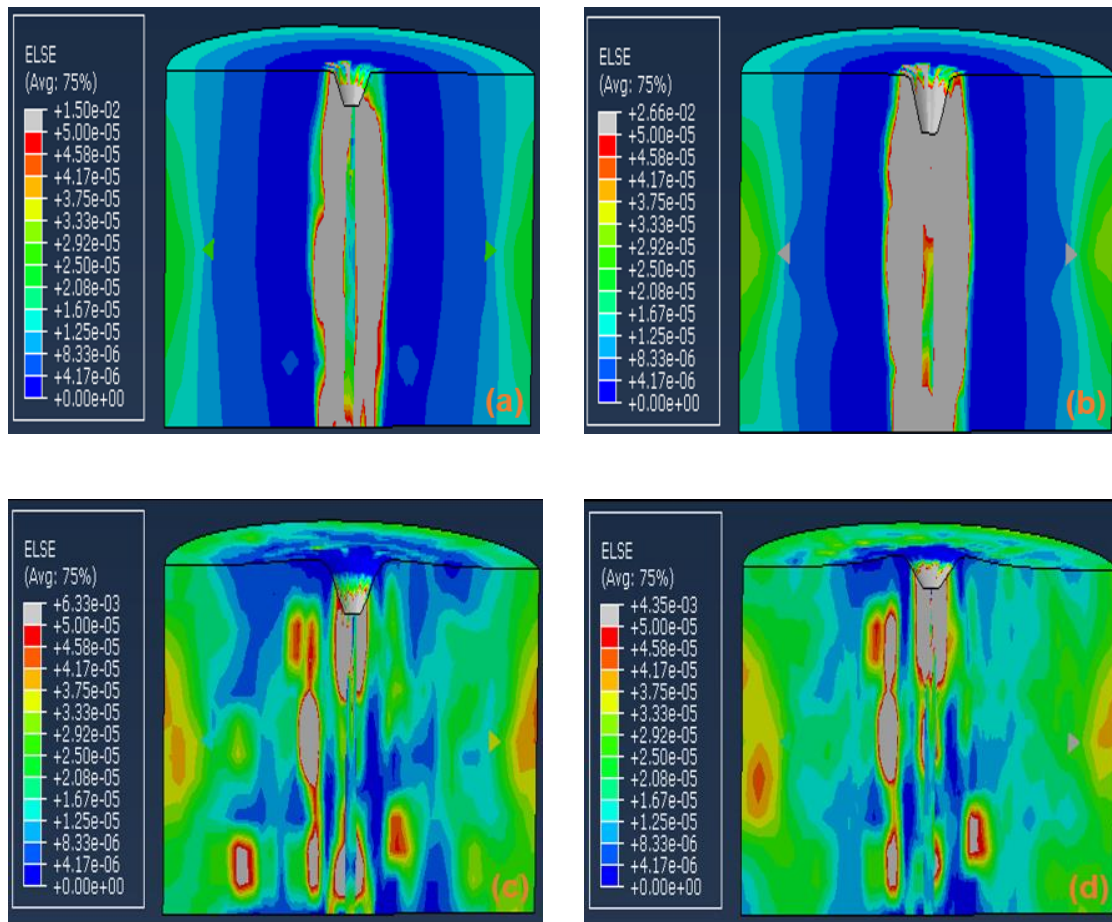 ELSE
(Avg: 75%)
+1.50e-02
+5.00e-05
+4.58e-05
+4.17e-05
+3.75e-05
+3.33e-05
+2.92e-05
+2.50e-05
+2.08e-05
+1.67e-05
+1.25e-05
+8.33e-06
+4.17e-06
+0.00e+00
(a)
ELSE
(Avg: 75%)
+2.66e-02
+5.00e-05
+4.58e-05
+4.17e-05
+3.75e-05
+3.33e-05
+2.92e-05
+2.50e-05
+2.08e-05
+1.67e-05
+1.25e-05
+8.33e-06
+4.17e-06
+0.00e+00
(b)
ELSE
(Avg: 75%)
+6.33e-03
+5.00e-05
+4.58e-05
+4.17e-05
+3.75e-05
+3.33e-05
+2.92e-05
+2.50e-05
+2.08e-05
+1.67e-05
+1.25e-05
+8.33e-06
+4.17e-06
+0.00e+00
(c)
ELSE
(Avg: 75%)
+4.35e-03
+5.00e-05
+4.58e-05
+4.17e-05
+3.75e-05
+3.33e-05
+2.92e-05
+2.50e-05
+2.08e-05
+1.67e-05
+1.25e-05
+8.33e-06
+4.17e-06
+0.00e+00
(d)